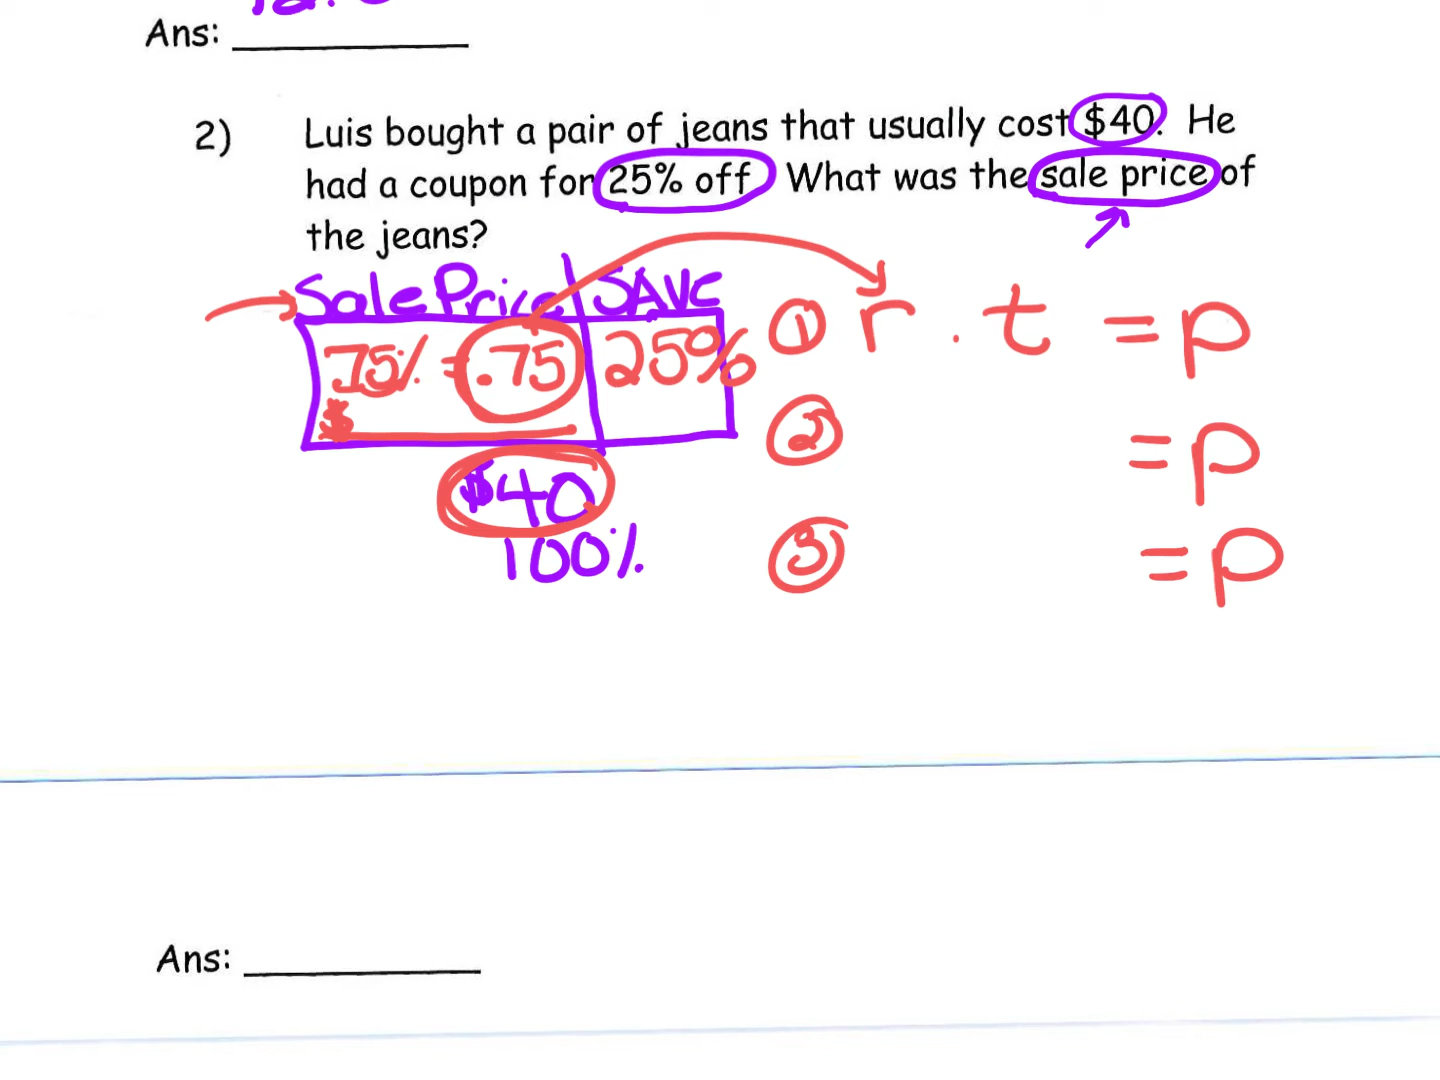 Ans:
2) Luis bought a pair of jeans that usually cost $40. He
had a coupon for 25% off. What was the sale price of
the jeans?
Sale Price SAVE
75% = .75 25%
$
$40
100%
① r . t = p
② = p
③ = p
Ans: